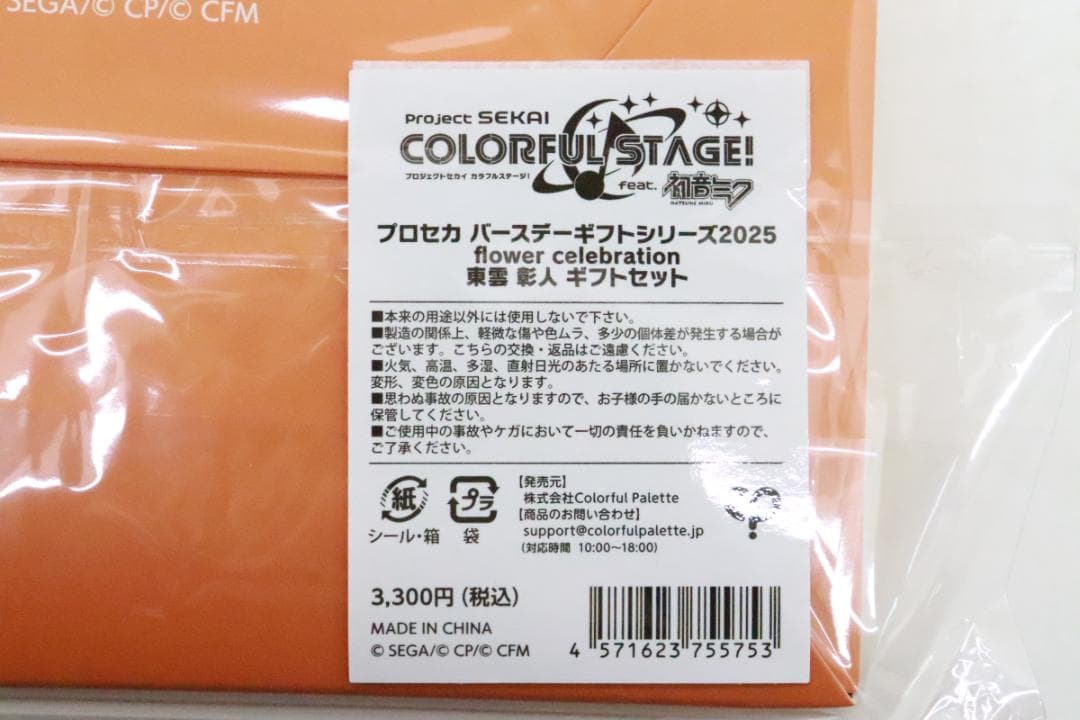 SEGA/© CP/© CFM
Project SEKAI
COLORFUL STAGE!
プロジェクトセカイ カラフルステージ!
feat. 初音ミク
HATSUNE MIKU
プロセカ バースデーギフトシリーズ2025
flower celebration
東雲 彰人 ギフトセット
■本来の用途以外には使用しないで下さい。
■製造の関係上、軽微な傷や色ムラ、多少の個体差が発生する場合が
ございます。こちらの交換・返品はご遠慮ください。
■火気、高温、多湿、直射日光のあたる場所に置かないでください。
変形、変色の原因となります。
■思わぬ事故の原因となりますので、お子様の手の届かないところに
保管してください。
■ご使用中の事故やケガにおいて一切の責任を負いかねますので、
ご了承ください。
紙
シール・箱
プラ
袋
【発売元】
株式会社Colorful Palette
【商品のお問い合わせ】
support@colorfulpalette.jp
(対応時間 10:00~18:00)
3,300円(税込)
MADE IN CHINA
© SEGA/© CP/© CFM
4 571623 755753